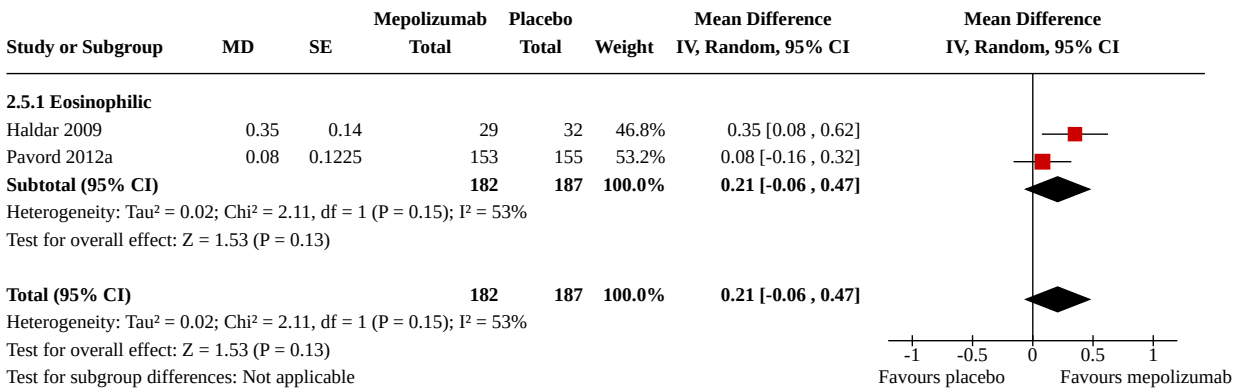 Mepolizumab Placebo Mean Difference Mean Difference
Study or Subgroup MD SE Total Total Weight IV, Random, 95% CI IV, Random, 95% CI
2.5.1 Eosinophilic
Haldar 2009 0.35 0.14 29 32 46.8% 0.35 [0.08 , 0.62]
Pavord 2012a 0.08 0.1225 153 155 53.2% 0.08 [-0.16 , 0.32]
Subtotal (95% CI) 182 187 100.0% 0.21 [-0.06 , 0.47]
Heterogeneity: Tau² = 0.02; Chi² = 2.11, df = 1 (P = 0.15); I² = 53%
Test for overall effect: Z = 1.53 (P = 0.13)
Total (95% CI) 182 187 100.0% 0.21 [-0.06 , 0.47]
Heterogeneity: Tau² = 0.02; Chi² = 2.11, df = 1 (P = 0.15); I² = 53%
Test for overall effect: Z = 1.53 (P = 0.13)
-1 -0.5 0 0.5 1
Test for subgroup differences: Not applicable Favours placebo Favours mepolizumab